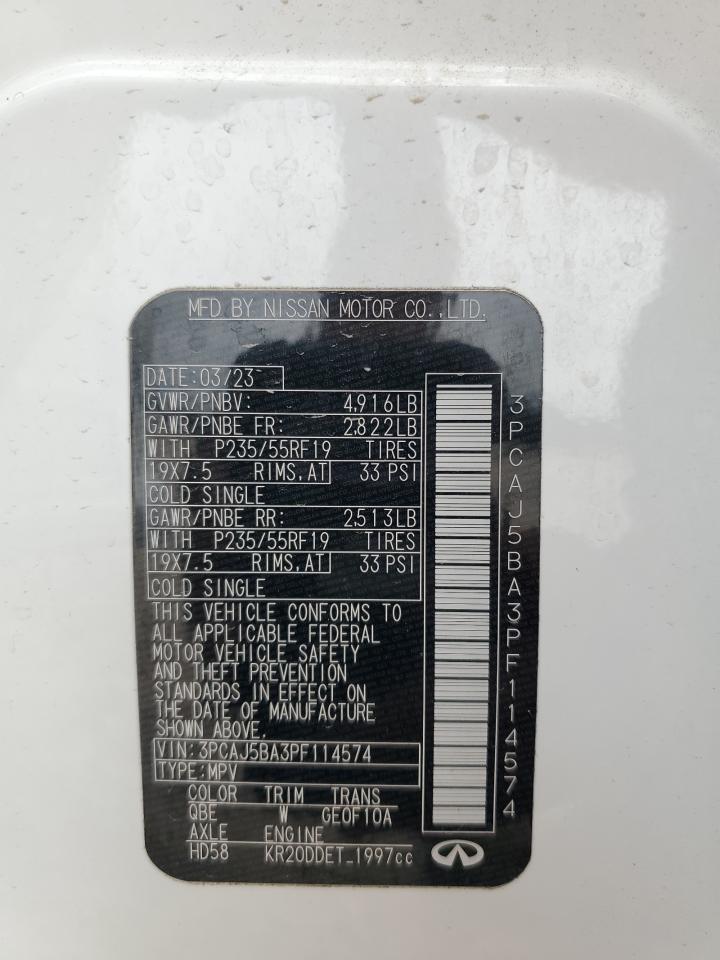 MFD. BY NISSAN MOTOR CO.,LTD.
DATE:03/23
GVWR/PNBV: 4,916LB
GAWR/PNBE FR: 2,822LB
WITH P235/55RF19 TIRES
19X7.5 RIMS,AT 33 PSI
COLD SINGLE
GAWR/PNBE RR: 2,513LB
WITH P235/55RF19 TIRES
19X7.5 RIMS,AT 33 PSI
COLD SINGLE
THIS VEHICLE CONFORMS TO
ALL APPLICABLE FEDERAL
MOTOR VEHICLE SAFETY
AND THEFT PREVENTION
STANDARDS IN EFFECT ON
THE DATE OF MANUFACTURE
SHOWN ABOVE.
VIN:3PCAJ5BA3PF114574
TYPE:MPV
COLOR TRIM TRANS
QBE W GE0F10A
AXLE ENGINE
HD58 KR20DDET_1997cc
3PCAJ5BA3PF114574